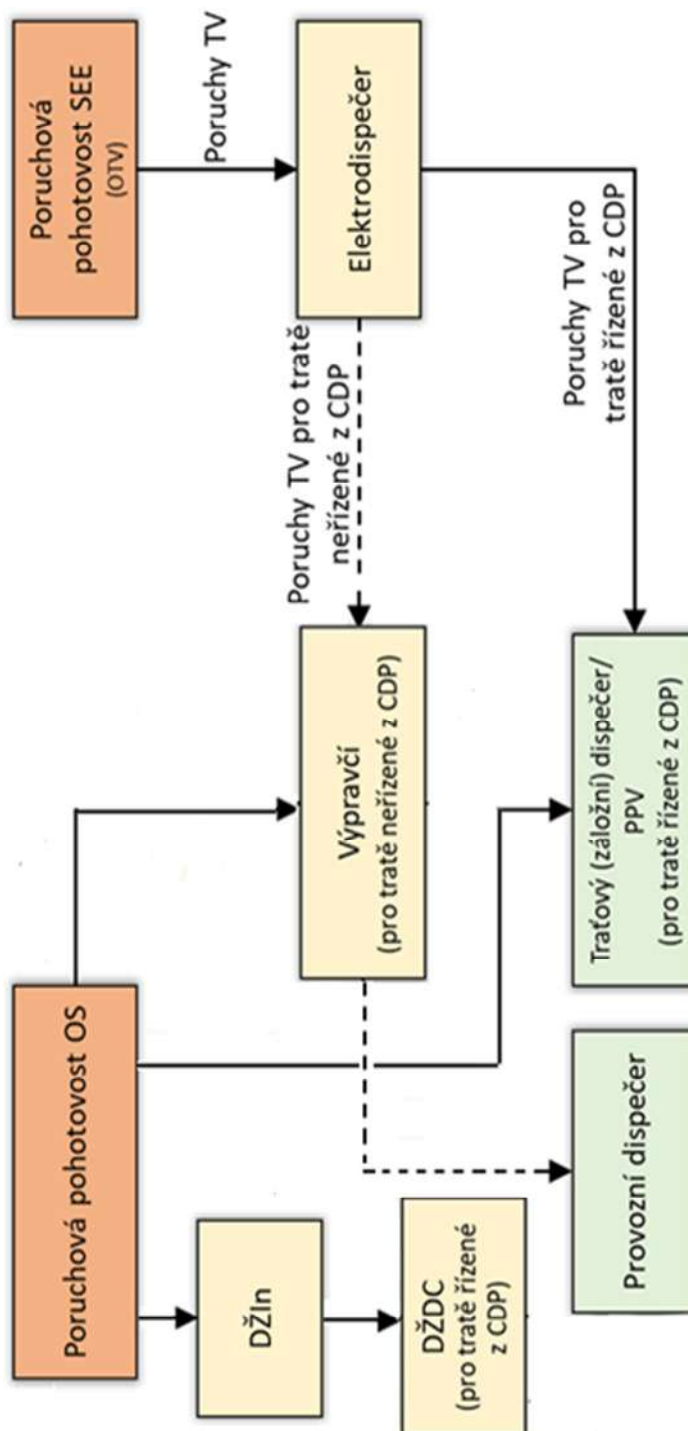 Poruchová pohotovost OS
Poruchová
pohotovost SEE
(OTV)
Poruchy TV
DŽIn
Výpravčí
(pro tratě neřízené z CDP)
Poruchy TV pro tratě
neřízené z CDP
Elektrodispečer
DŽDC
(pro tratě řízené
z CDP)
Poruchy TV pro
tratě řízené z CDP
Provozní dispečer
Traťový (záložní) dispečer/
PPV
(pro tratě řízené z CDP)